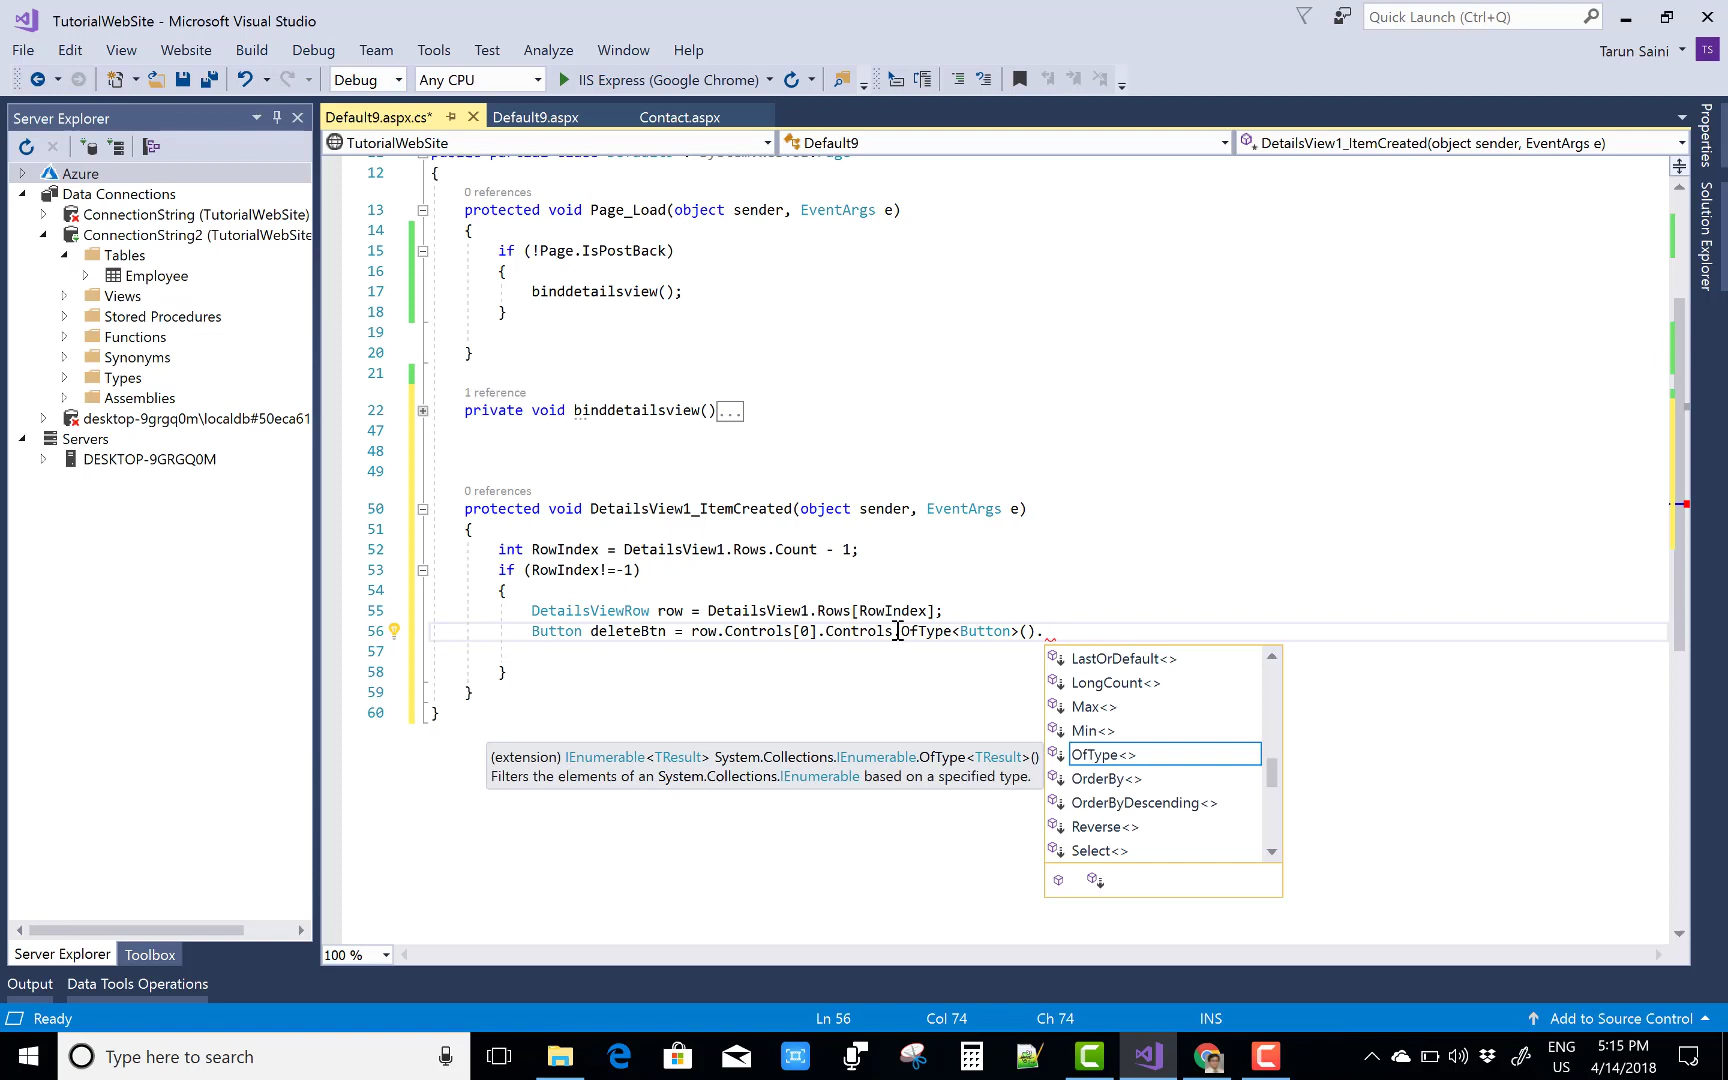 TutorialWebSite - Microsoft Visual Studio
Quick Launch (Ctrl+Q)
File Edit View Website Build Debug Team Tools Test Analyze Window Help
Tarun Saini TS
Debug Any CPU IIS Express (Google Chrome)
Server Explorer
Default9.aspx.cs* Default9.aspx Contact.aspx
TutorialWebSite Default9 DetailsView1_ItemCreated(object sender, EventArgs e)
Azure
Data Connections
ConnectionString (TutorialWebSite)
ConnectionString2 (TutorialWebSite
Tables
Employee
Views
Stored Procedures
Functions
Synonyms
Types
Assemblies
desktop-9grgq0m\localdb#50eca61
Servers
DESKTOP-9GRGQ0M
12 {
0 references
13 protected void Page_Load(object sender, EventArgs e)
14 {
15 if (!Page.IsPostBack)
16 {
17 binddetailsview();
18 }
19
20 }
21
1 reference
22 private void binddetailsview()...
47
48
49
0 references
50 protected void DetailsView1_ItemCreated(object sender, EventArgs e)
51 {
52 int RowIndex = DetailsView1.Rows.Count - 1;
53 if (RowIndex!=-1)
54 {
55 DetailsViewRow row = DetailsView1.Rows[RowIndex];
56 Button deleteBtn = row.Controls[0].Controls.OfType<Button>().
57
58 }
59 }
60 }
LastOrDefault<>
LongCount<>
Max<>
Min<>
OfType<>
OrderBy<>
OrderByDescending<>
Reverse<>
Select<>
(extension) IEnumerable<TResult> System.Collections.IEnumerable.OfType<TResult>()
Filters the elements of an System.Collections.IEnumerable based on a specified type.
Properties
Solution Explorer
100 %
Server Explorer Toolbox
Output Data Tools Operations
Ready Ln 56 Col 74 Ch 74 INS Add to Source Control
Type here to search
ENG
US
5:15 PM
4/14/2018